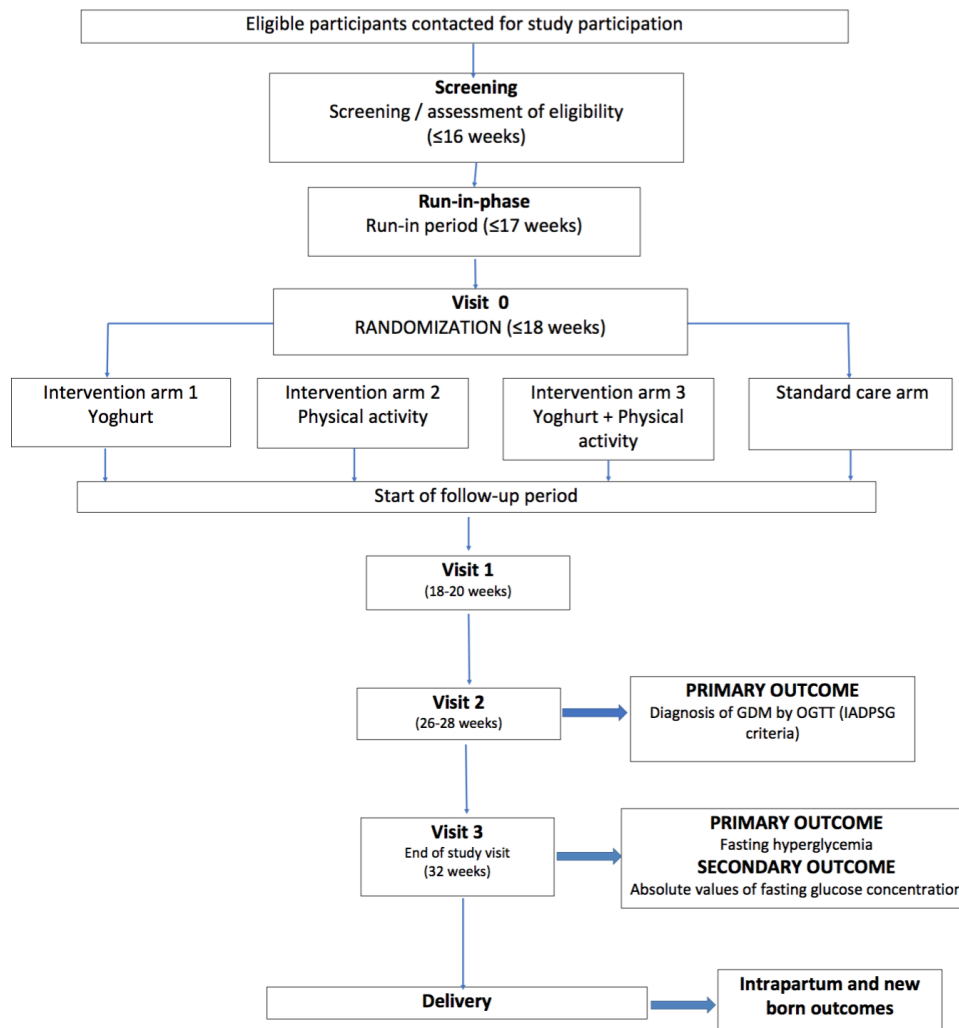 Eligible participants contacted for study participation
Screening
Screening / assessment of eligibility
(≤16 weeks)
Run-in-phase
Run-in period (≤17 weeks)
Visit 0
RANDOMIZATION (≤18 weeks)
Intervention arm 1
Yoghurt
Intervention arm 2
Physical activity
Intervention arm 3
Yoghurt + Physical
activity
Standard care arm
Start of follow-up period
Visit 1
(18-20 weeks)
Visit 2
(26-28 weeks)
PRIMARY OUTCOME
Diagnosis of GDM by OGTT (IADPSG
criteria)
Visit 3
End of study visit
(32 weeks)
PRIMARY OUTCOME
Fasting hyperglycemia
SECONDARY OUTCOME
Absolute values of fasting glucose concentration
Delivery
Intrapartum and new
born outcomes